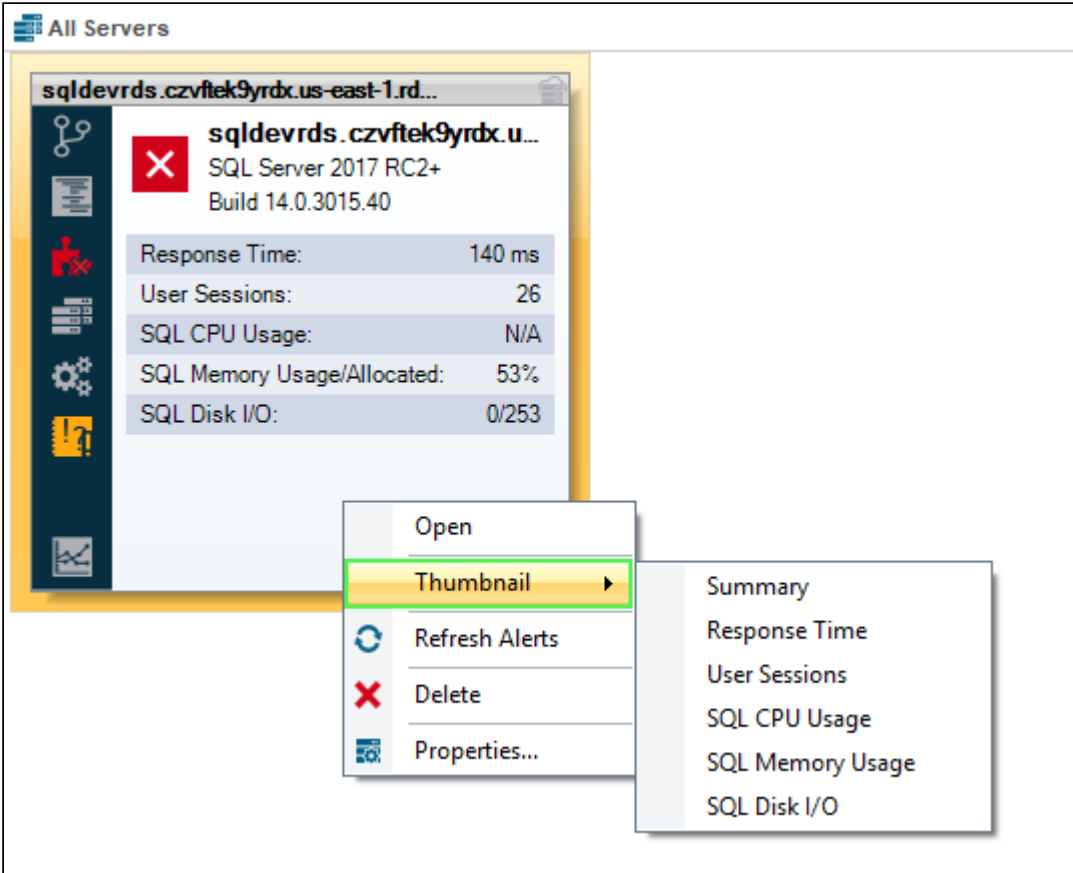 All Servers
sqldevrds.czvftek9yrdx.us-east-1.rd...
sqldevrds.czvftek9yrdx.u...
SQL Server 2017 RC2+
Build 14.0.3015.40
Response Time: 140 ms
User Sessions: 26
SQL CPU Usage: N/A
SQL Memory Usage/Allocated: 53%
SQL Disk I/O: 0/253
Open
Thumbnail
Refresh Alerts
Delete
Properties...
Summary
Response Time
User Sessions
SQL CPU Usage
SQL Memory Usage
SQL Disk I/O